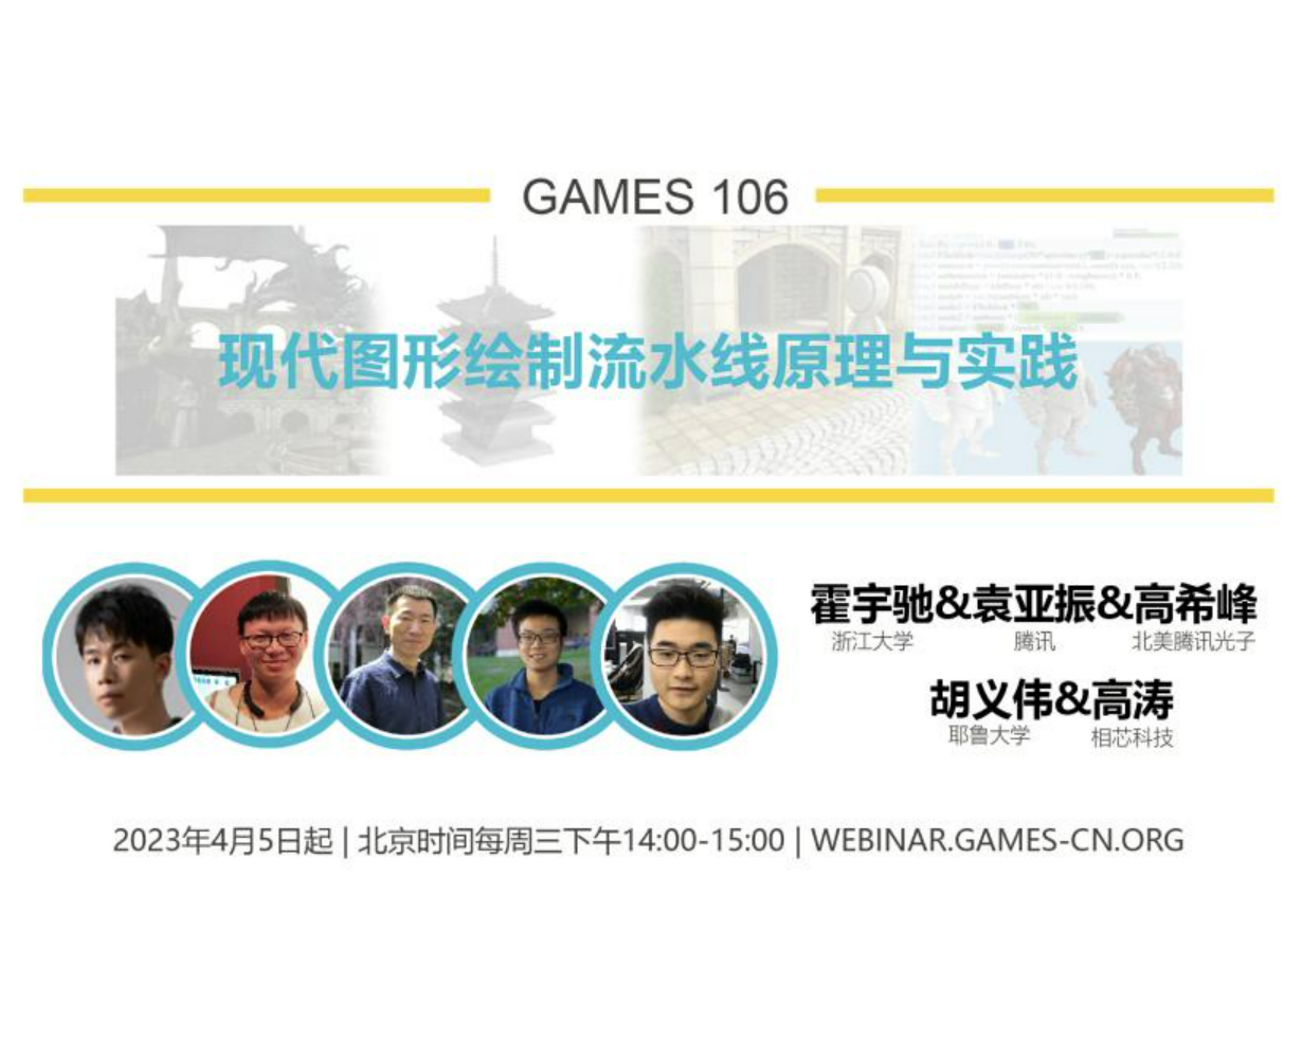 GAMES 106
现代图形绘制流水线原理与实践
霍宇驰&袁亚振&高希峰
浙江大学 腾讯 北美腾讯光子
胡义伟&高涛
耶鲁大学 相芯科技
2023年4月5日起 | 北京时间每周三下午14:00-15:00 | WEBINAR.GAMES-CN.ORG